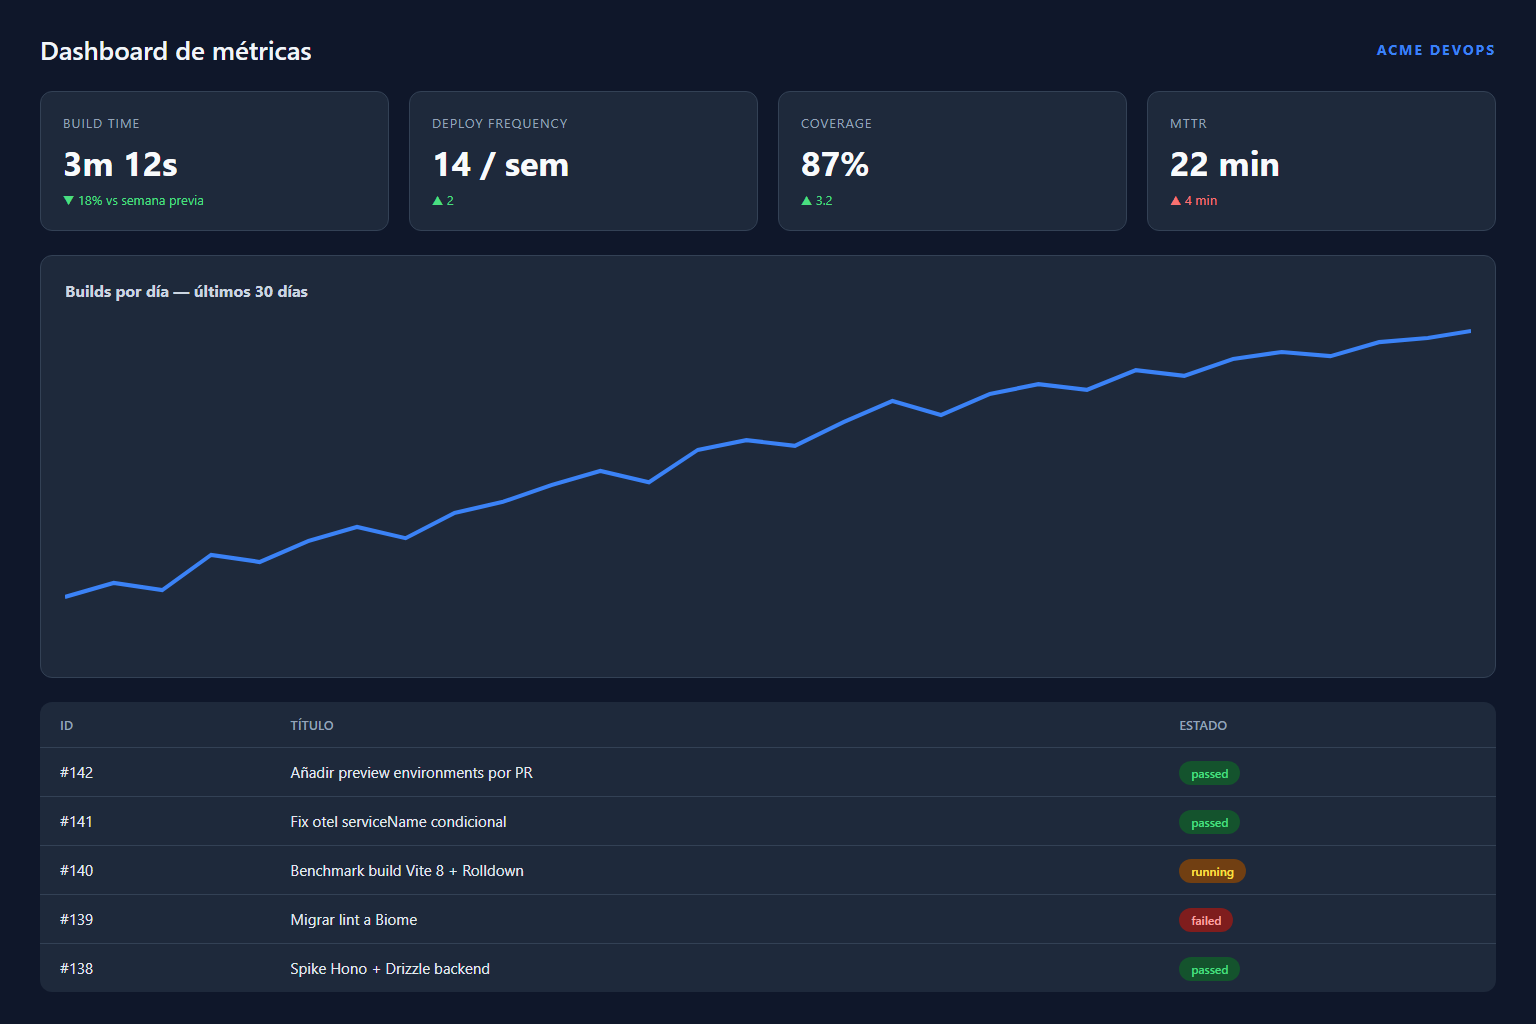 Dashboard de métricas
ACME DEVOPS
BUILD TIME
3m 12s
▼ 18% vs semana previa
DEPLOY FREQUENCY
14 / sem
▲ 2
COVERAGE
87%
▲ 3.2
MTTR
22 min
▲ 4 min
Builds por día — últimos 30 días
ID TÍTULO ESTADO
#142 Añadir preview environments por PR passed
#141 Fix otel serviceName condicional passed
#140 Benchmark build Vite 8 + Rolldown running
#139 Migrar lint a Biome failed
#138 Spike Hono + Drizzle backend passed